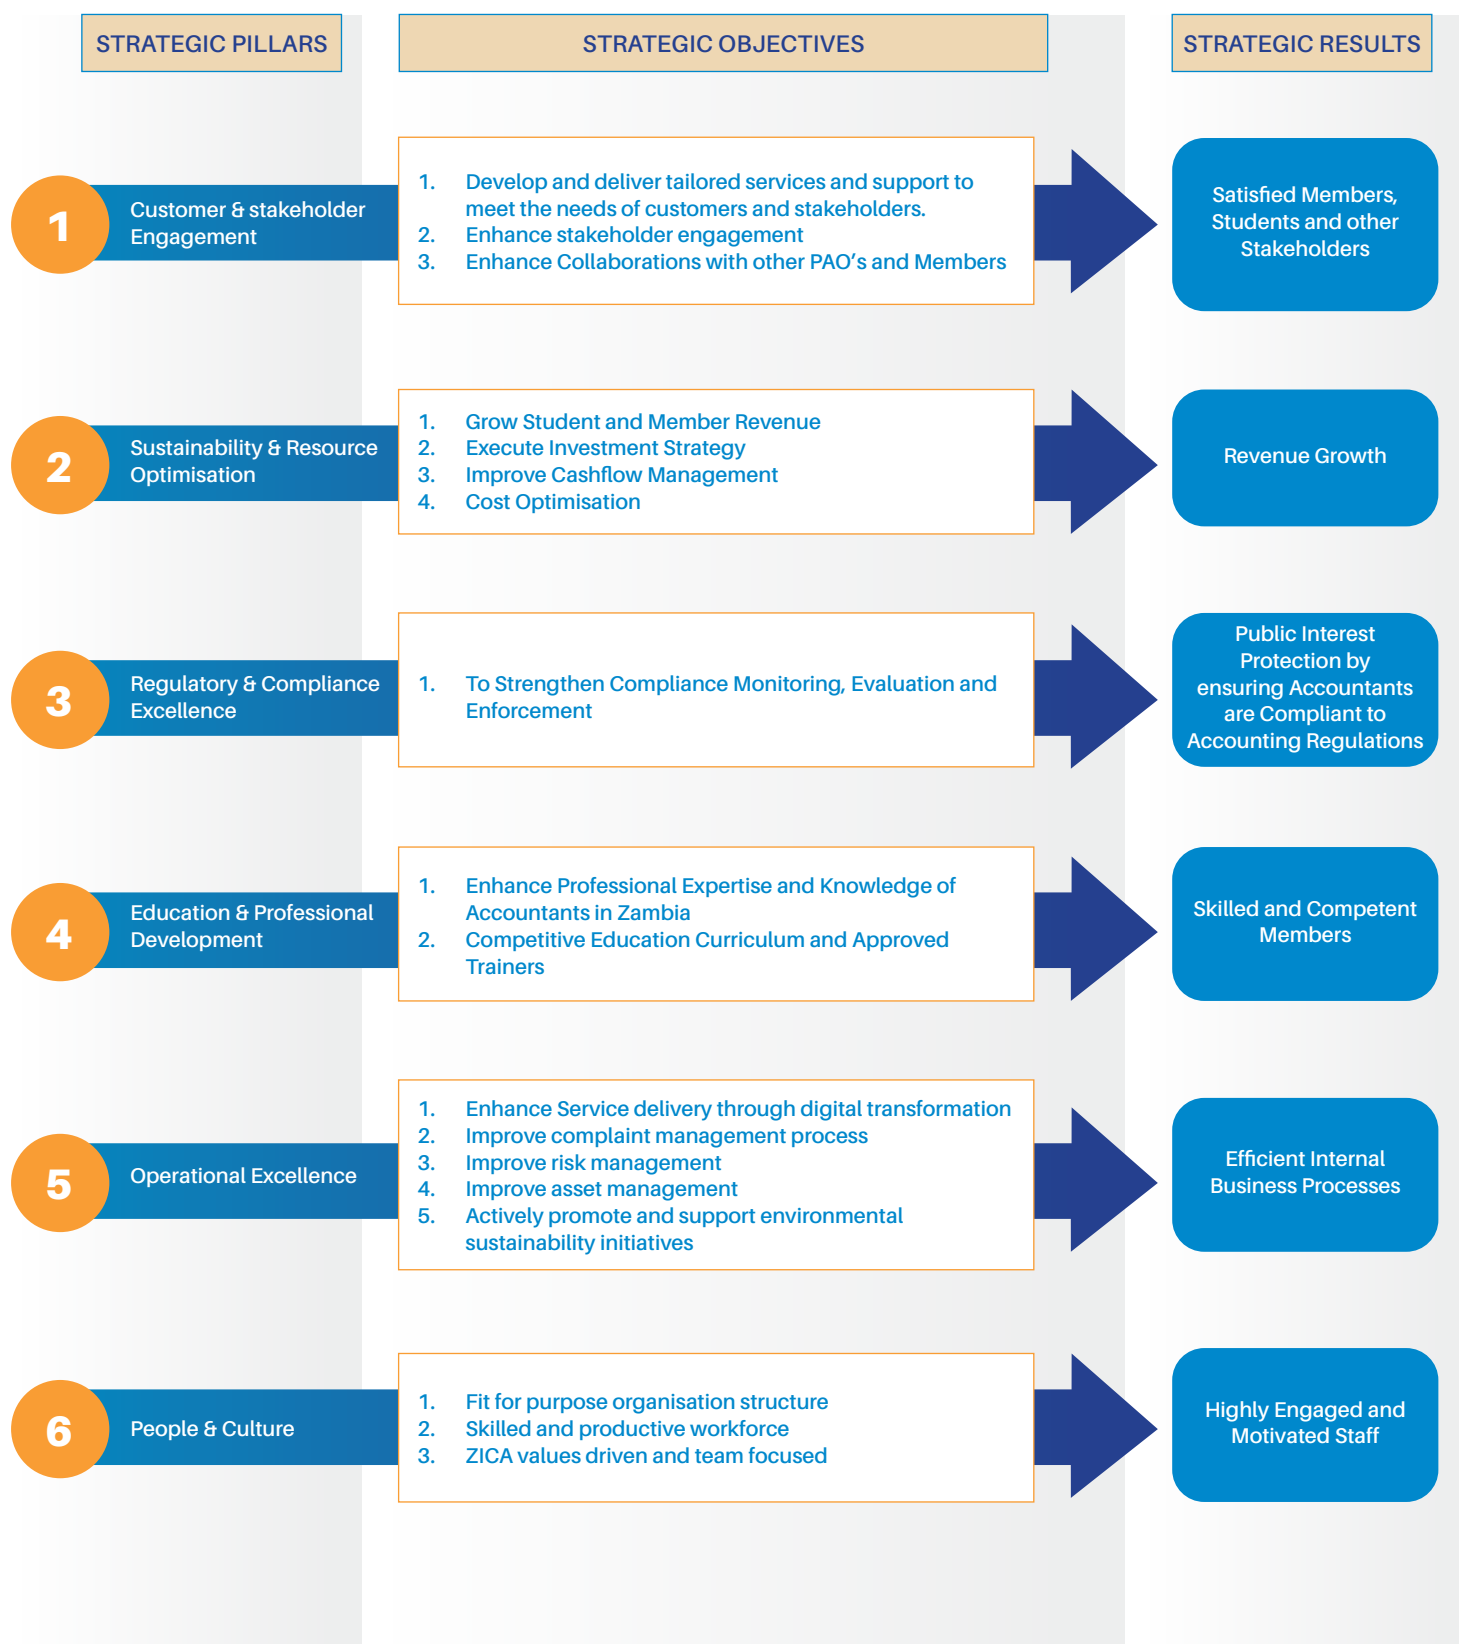 STRATEGIC PILLARS
STRATEGIC OBJECTIVES
STRATEGIC RESULTS
1
Customer & stakeholder
Engagement
1. Develop and deliver tailored services and support to
meet the needs of customers and stakeholders.
2. Enhance stakeholder engagement
3. Enhance Collaborations with other PAO's and Members
Satisfied Members,
Students and other
Stakeholders
2
Sustainability & Resource
Optimisation
1. Grow Student and Member Revenue
2. Execute Investment Strategy
3. Improve Cashflow Management
4. Cost Optimisation
Revenue Growth
3
Regulatory & Compliance
Excellence
1. To Strengthen Compliance Monitoring, Evaluation and
Enforcement
Public Interest
Protection by
ensuring Accountants
are Compliant to
Accounting Regulations
4
Education & Professional
Development
1. Enhance Professional Expertise and Knowledge of
Accountants in Zambia
2. Competitive Education Curriculum and Approved
Trainers
Skilled and Competent
Members
5
Operational Excellence
1. Enhance Service delivery through digital transformation
2. Improve complaint management process
3. Improve risk management
4. Improve asset management
5. Actively promote and support environmental
sustainability initiatives
Efficient Internal
Business Processes
6
People & Culture
1. Fit for purpose organisation structure
2. Skilled and productive workforce
3. ZICA values driven and team focused
Highly Engaged and
Motivated Staff